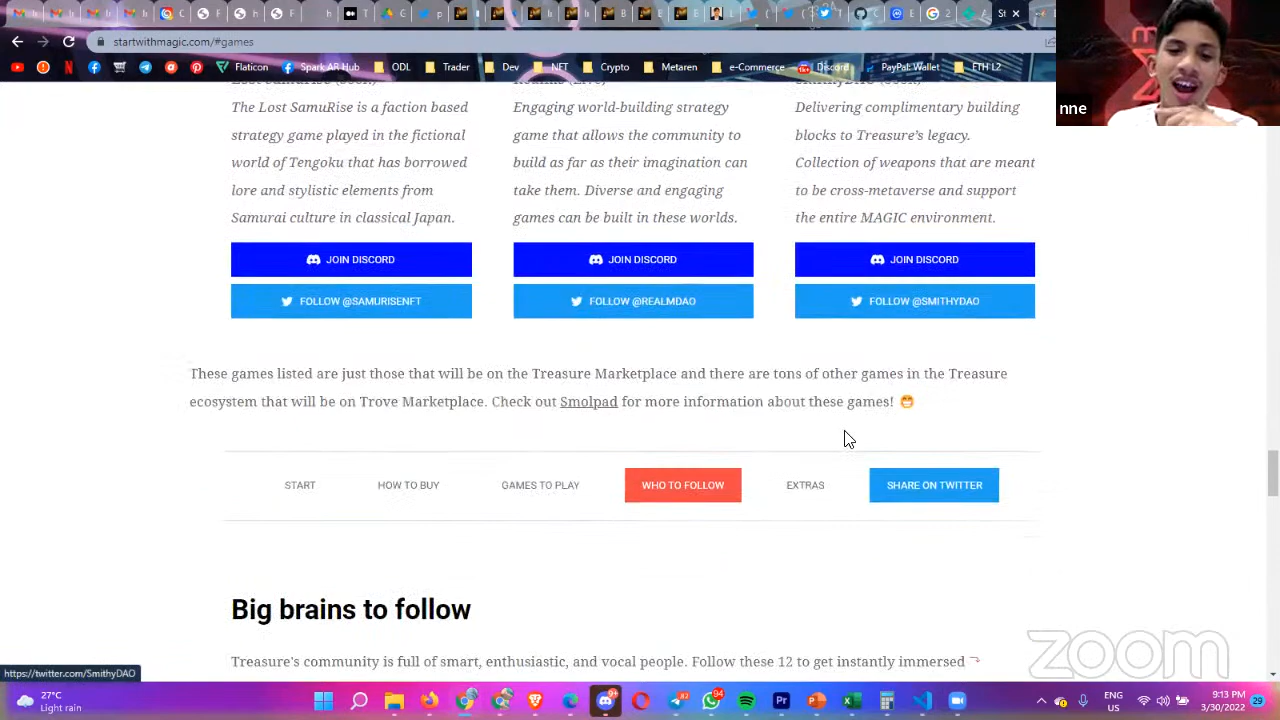 startwithmagic.com/#games
Flaticon
Spark AR Hub
ODL
Trader
Dev
NFT
Crypto
Metaren
e-Commerce
Discord
PayPal: Wallet
ETH L2
nne
The Lost SamuRise is a faction based
strategy game played in the fictional
world of Tengoku that has borrowed
lore and stylistic elements from
Samurai culture in classical Japan.
JOIN DISCORD
FOLLOW @SAMURISENFT
Engaging world-building strategy
game that allows the community to
build as far as their imagination can
take them. Diverse and engaging
games can be built in these worlds.
JOIN DISCORD
FOLLOW @REALMDAO
Delivering complimentary building
blocks to Treasure's legacy.
Collection of weapons that are meant
to be cross-metaverse and support
the entire MAGIC environment.
JOIN DISCORD
FOLLOW @SMITHYDAO
These games listed are just those that will be on the Treasure Marketplace and there are tons of other games in the Treasure
ecosystem that will be on Trove Marketplace. Check out Smolpad for more information about these games!
START HOW TO BUY GAMES TO PLAY WHO TO FOLLOW EXTRAS SHARE ON TWITTER
Big brains to follow
Treasure's community is full of smart, enthusiastic, and vocal people. Follow these 12 to get instantly immersed
zoom
https://twitter.com/SmithyDAO
27°C
Light rain
94
ENG
US
9:13 PM
3/30/2022
29